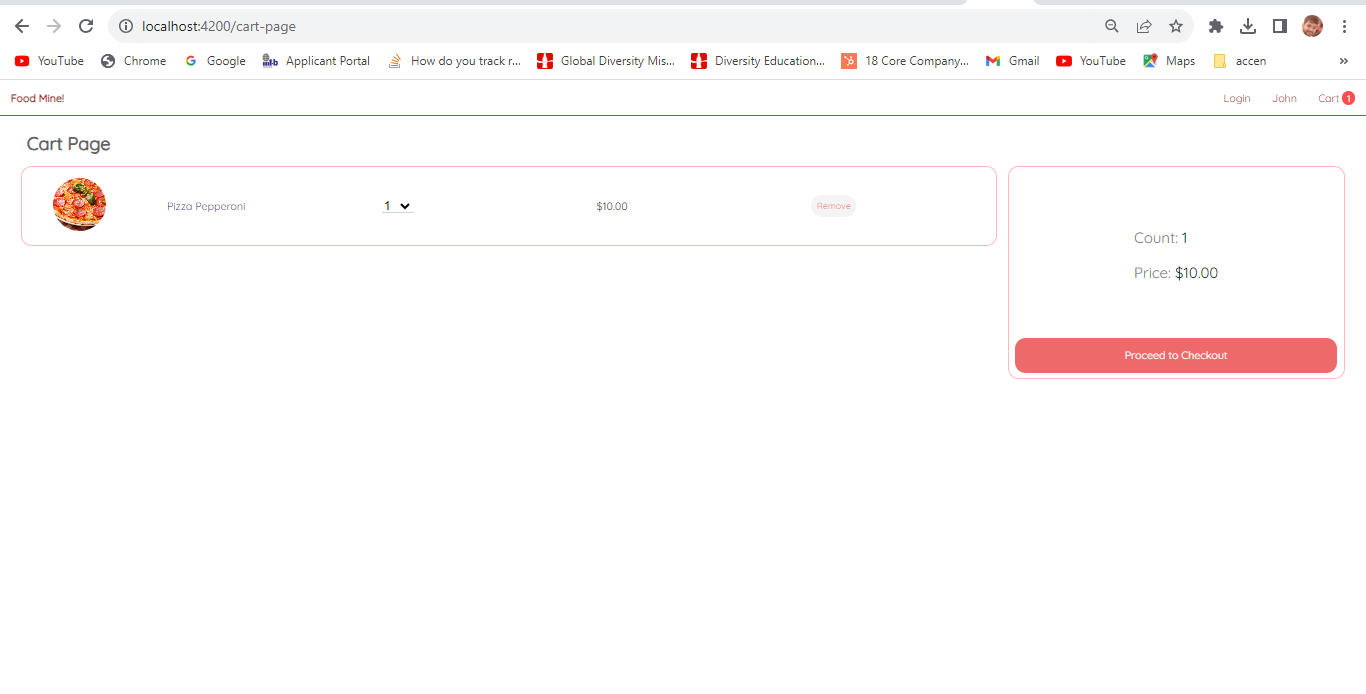 localhost:4200/cart-page
YouTube Chrome Google Applicant Portal How do you track r... Global Diversity Mis... Diversity Education... 18 Core Company... Gmail YouTube Maps accen »
Food Mine! Login John Cart 1
Cart Page
Pizza Pepperoni 1 $10.00 Remove
Count: 1
Price: $10.00
Proceed to Checkout